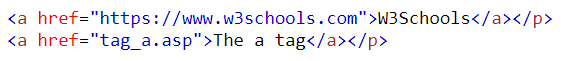 <a href="https://www.w3schools.com">W3Schools</a></p>
<a href="tag_a.asp">The a tag</a></p>